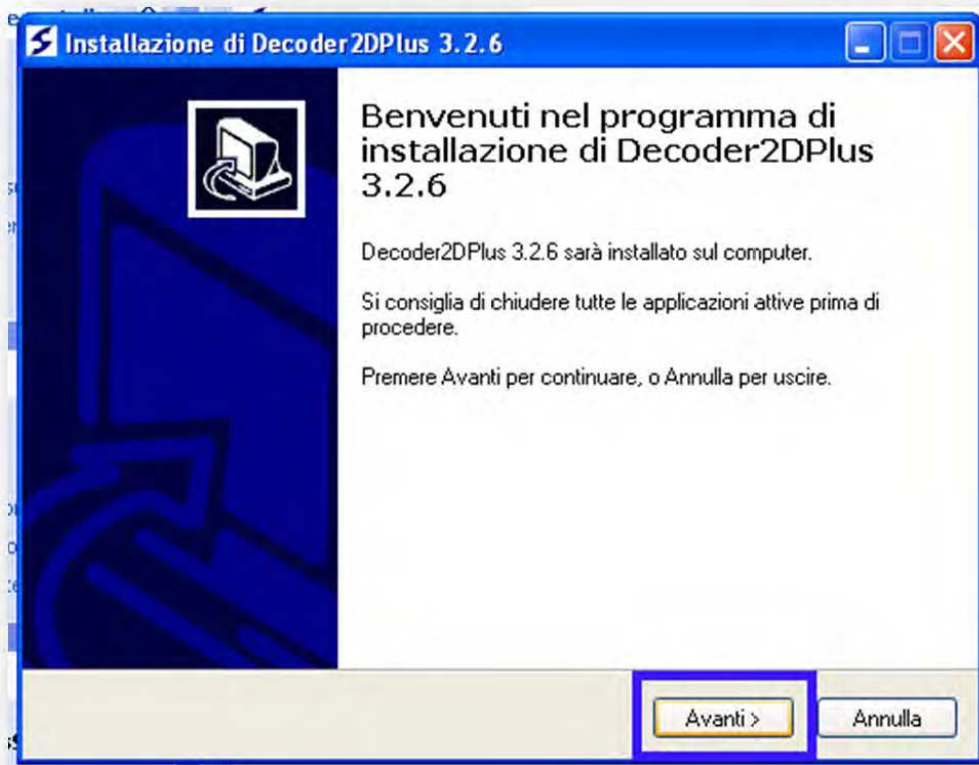 Installazione di Decoder2DPlus 3.2.6
Benvenuti nel programma di
installazione di Decoder2DPlus
3.2.6
Decoder2DPlus 3.2.6 sarà installato sul computer.
Si consiglia di chiudere tutte le applicazioni attive prima di
procedere.
Premere Avanti per continuare, o Annulla per uscire.
Avanti >
Annulla